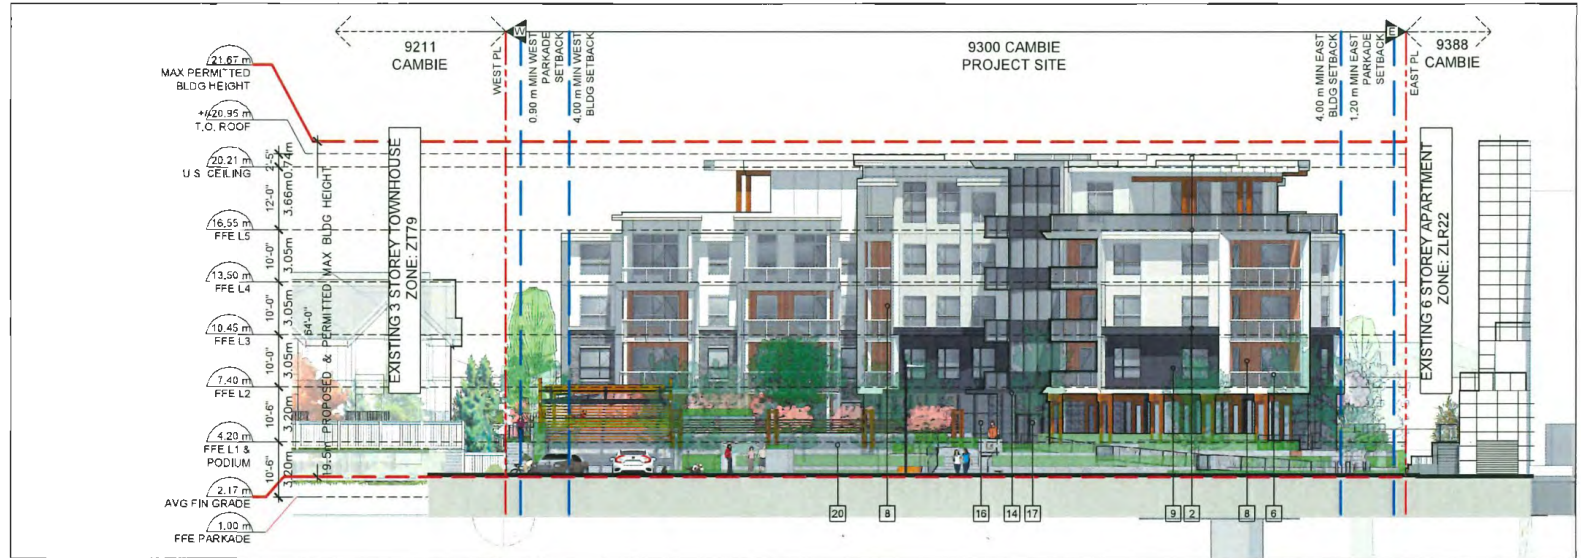 9211
CAMBIE
WEST PL
W
0.90 m MIN WEST
PARKADE
SETBACK
4.00 m MIN WEST
BLDG SETBACK
9300 CAMBIE
PROJECT SITE
4.00 m MIN EAST
BLDG SETBACK
1.20 m MIN EAST
PARKADE
SETBACK
E
EAST PL
9388
CAMBIE
21.67 m
MAX PERMITTED
BLDG HEIGHT
+/-20.95 m
T.O. ROOF
20.21 m
U.S. CEILING
16.55 m
FFE L5
13.50 m
FFE L4
10.45 m
FFE L3
7.40 m
FFE L2
4.20 m
FFE L1 &
PODIUM
2.17 m
AVG FIN GRADE
1.00 m
FFE PARKADE
2'-5"
0.74m
12'-0"
3.66m
10'-0"
3.05m
10'-0"
3.05m
10'-0"
3.05m
10'-6"
3.20m
10'-6"
3.20m
64'-0"
19.5m PROPOSED & PERMITTED MAX BLDG HEIGHT
EXISTING 3 STOREY TOWNHOUSE
ZONE: ZT79
EXISTING 6 STOREY APARTMENT
ZONE: ZLR22
20
8
16
14
17
9
2
8
6